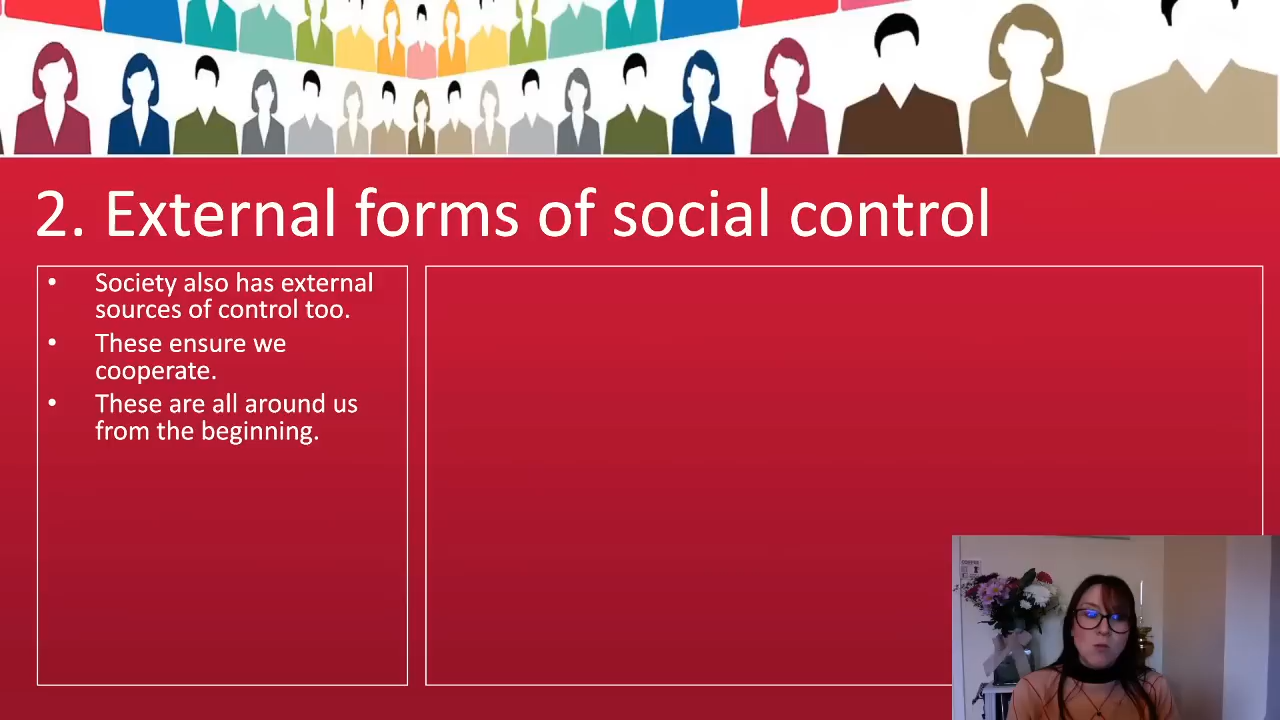 2. External forms of social control
• Society also has external
sources of control too.
• These ensure we
cooperate.
• These are all around us
from the beginning.